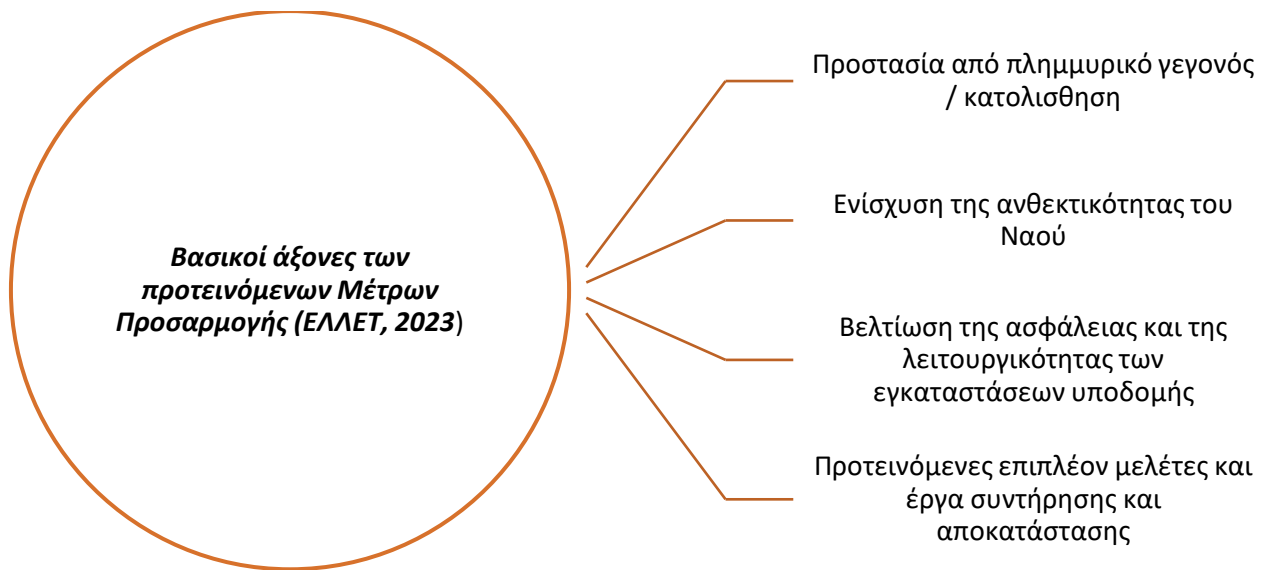 Βασικοί άξονες των
προτεινόμενων Μέτρων
Προσαρμογής (ΕΛΛΕΤ, 2023)
Προστασία από πλημμυρικό γεγονός
/ κατολισθηση
Ενίσχυση της ανθεκτικότητας του
Ναού
Βελτίωση της ασφάλειας και της
λειτουργικότητας των
εγκαταστάσεων υποδομής
Προτεινόμενες επιπλέον μελέτες και
έργα συντήρησης και
αποκατάστασης